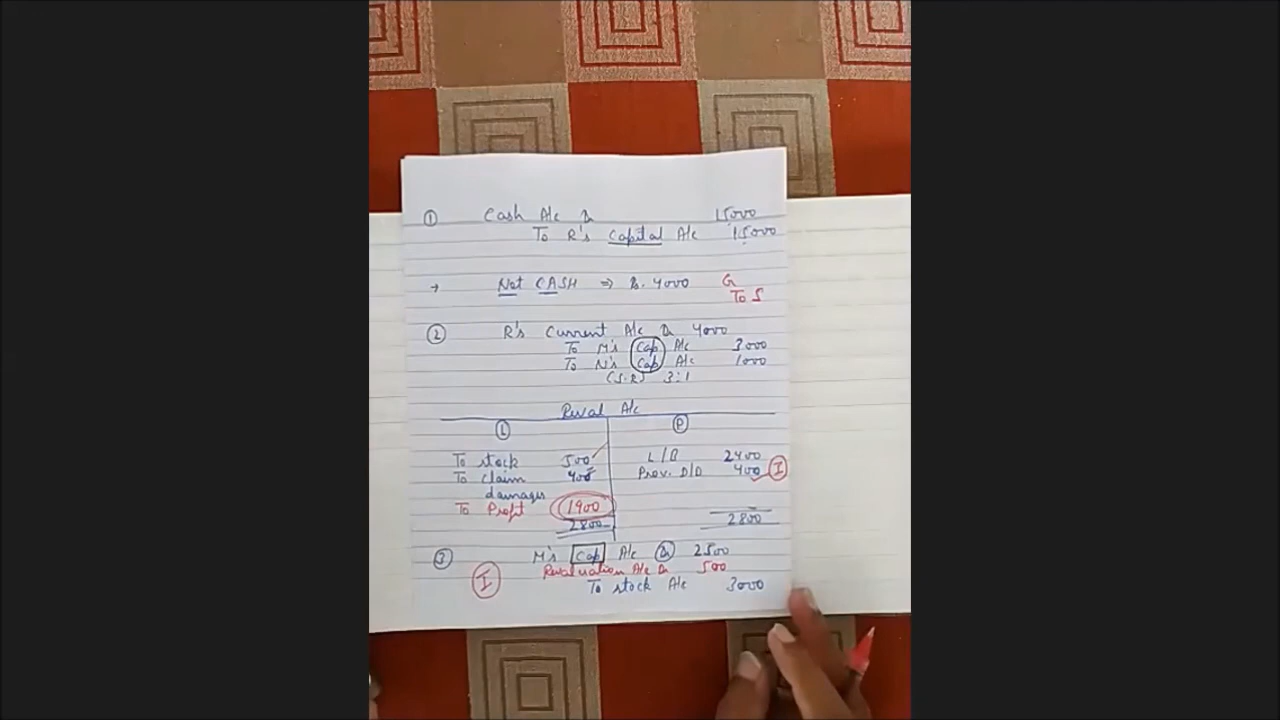 ① Cash A/c Dr 15000
To R's Capital A/c 15000
→ Not CASH ⇒ Rs. 4000 G
To S
② R's Current A/c Dr 4000
To M's Cap A/c 3000
To N's Cap A/c 1000
(S.R) 3:1
Reval A/c
L P
To stock 500 L/B 2400
To claim 400 Prov. D/D 400 I
damages
To Profit 1900
2800 2800
③ M's Cap A/c Dr 2500
Revaluation A/c Dr 500
I To stock A/c 3000